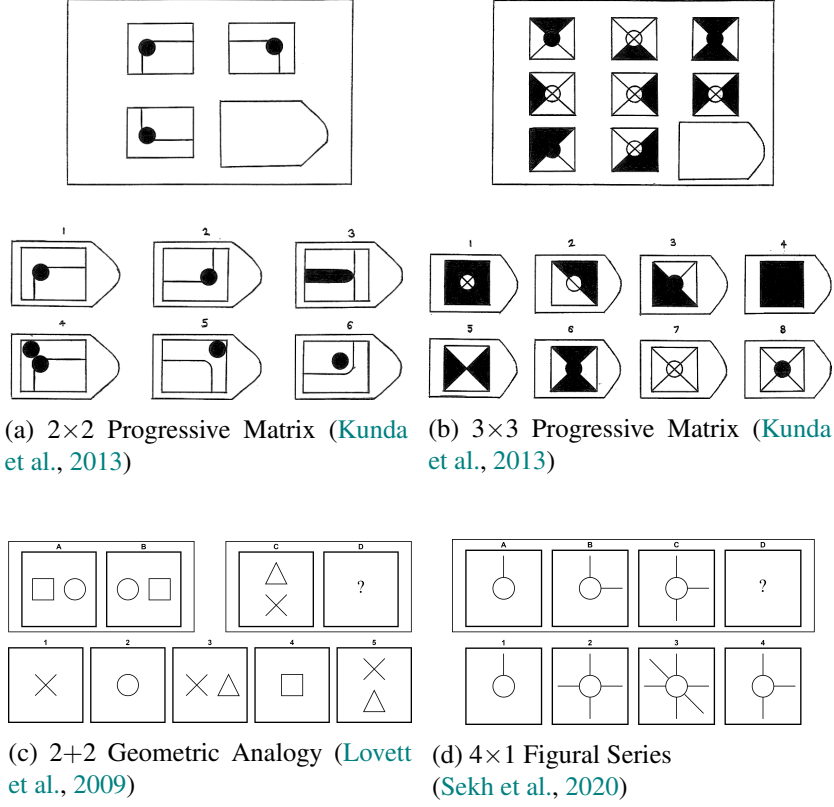 1 2 3
4 5 6
1 2 3 4
5 6 7 8
(a) 2×2 Progressive Matrix (Kunda
et al., 2013)
(b) 3×3 Progressive Matrix (Kunda
et al., 2013)
A B C D
?
1 2 3 4 5
A B C D
?
1 2 3 4
(c) 2+2 Geometric Analogy (Lovett
et al., 2009)
(d) 4×1 Figural Series
(Sekh et al., 2020)